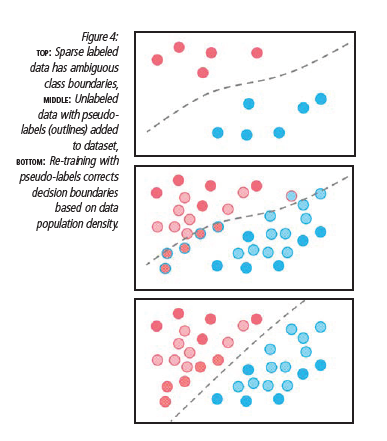 Figure 4:
TOP: Sparse labeled
data has ambiguous
class boundaries,
MIDDLE: Unlabeled
data with pseudo-
labels (outlines) added
to dataset,
BOTTOM: Re-training with
pseudo-labels corrects
decision boundaries
based on data
population density.